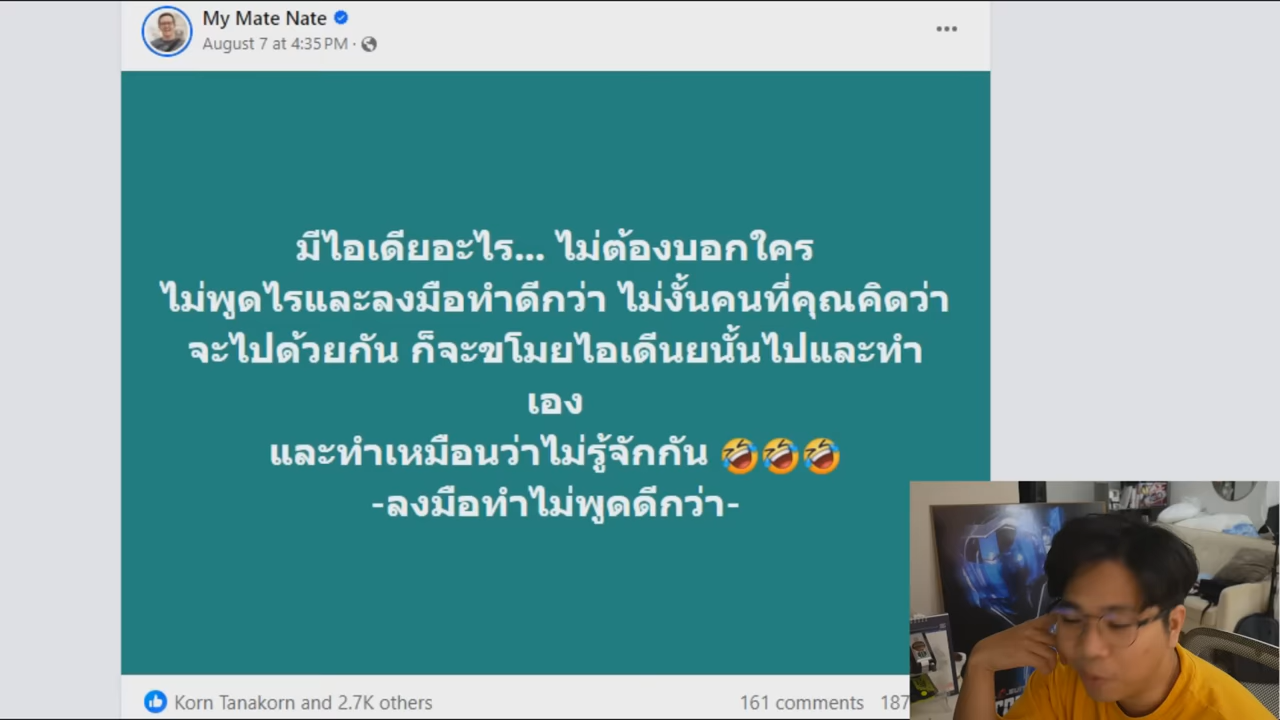 My Mate Nate
August 7 at 4:35 PM ·
มีไอเดียอะไร... ไม่ต้องบอกใคร
ไม่พูดไรและลงมือทำดีกว่า ไม่งั้นคนที่คุณคิดว่า
จะไปด้วยกัน ก็จะขโมยไอเดีนยนั้นไปและทำ
เอง
และทำเหมือนว่าไม่รู้จักกัน 🤣🤣🤣
-ลงมือทำไม่พูดดีกว่า-
Korn Tanakorn and 2.7K others
161 comments 187